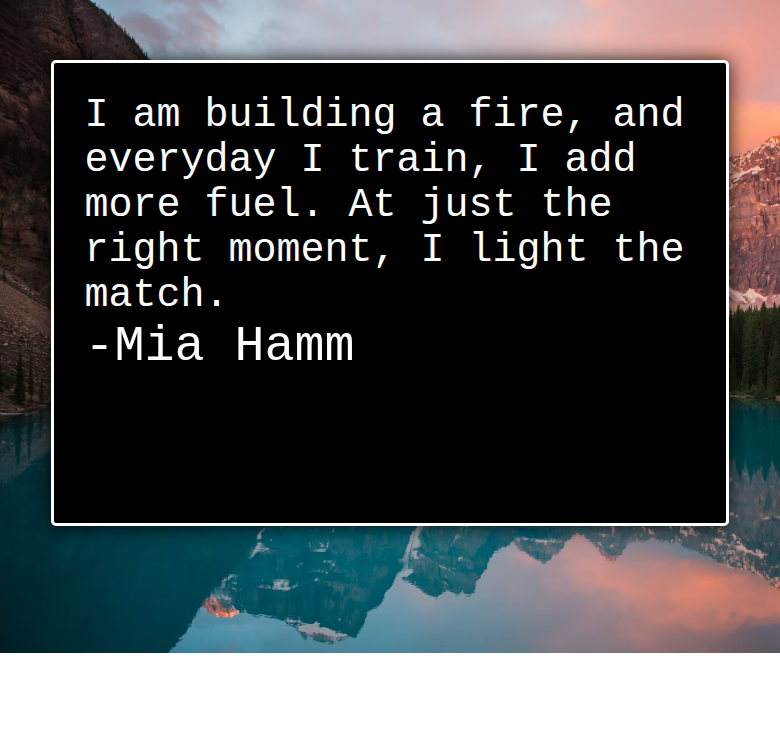 I am building a fire, and
everyday I train, I add
more fuel. At just the
right moment, I light the
match.
-Mia Hamm